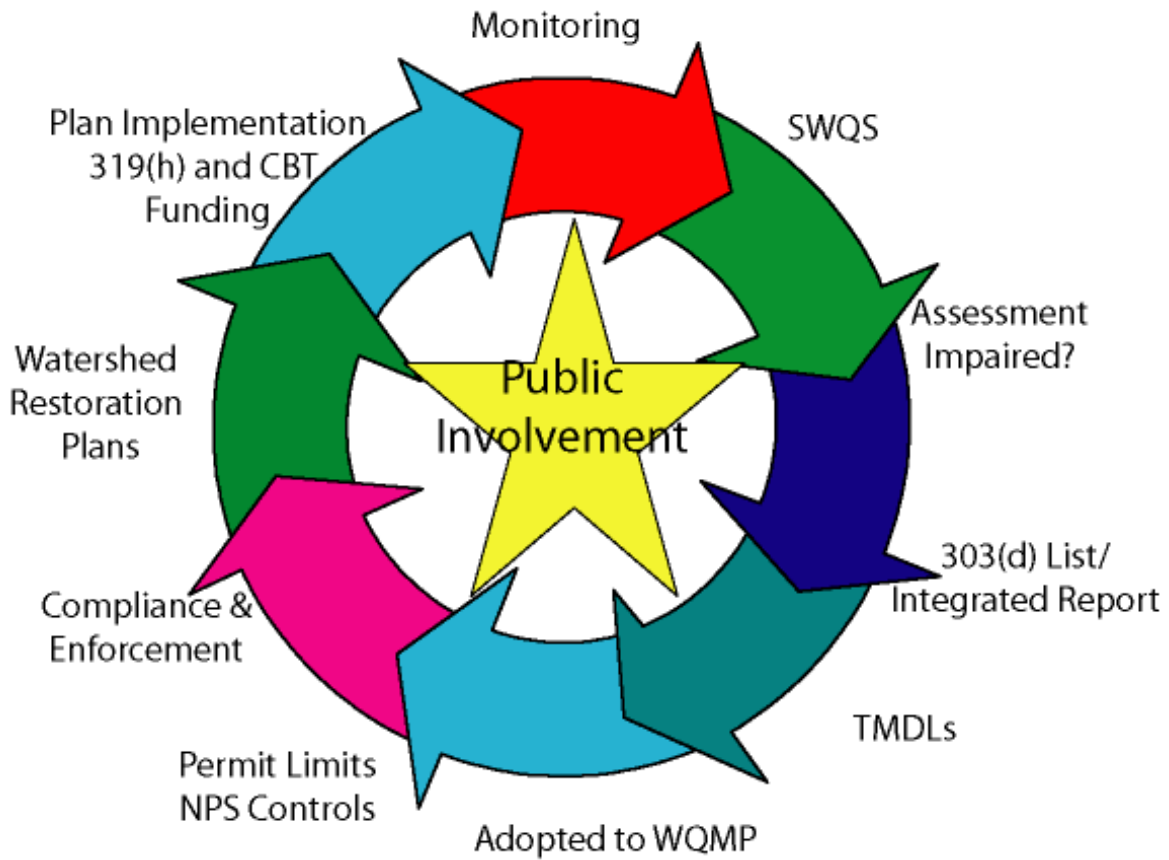 Monitoring
SWQS
Assessment
Impaired?
303(d) List/
Integrated Report
TMDLs
Adopted to WQMP
Permit Limits
NPS Controls
Compliance &
Enforcement
Watershed
Restoration
Plans
Plan Implementation
319(h) and CBT
Funding
Public
Involvement